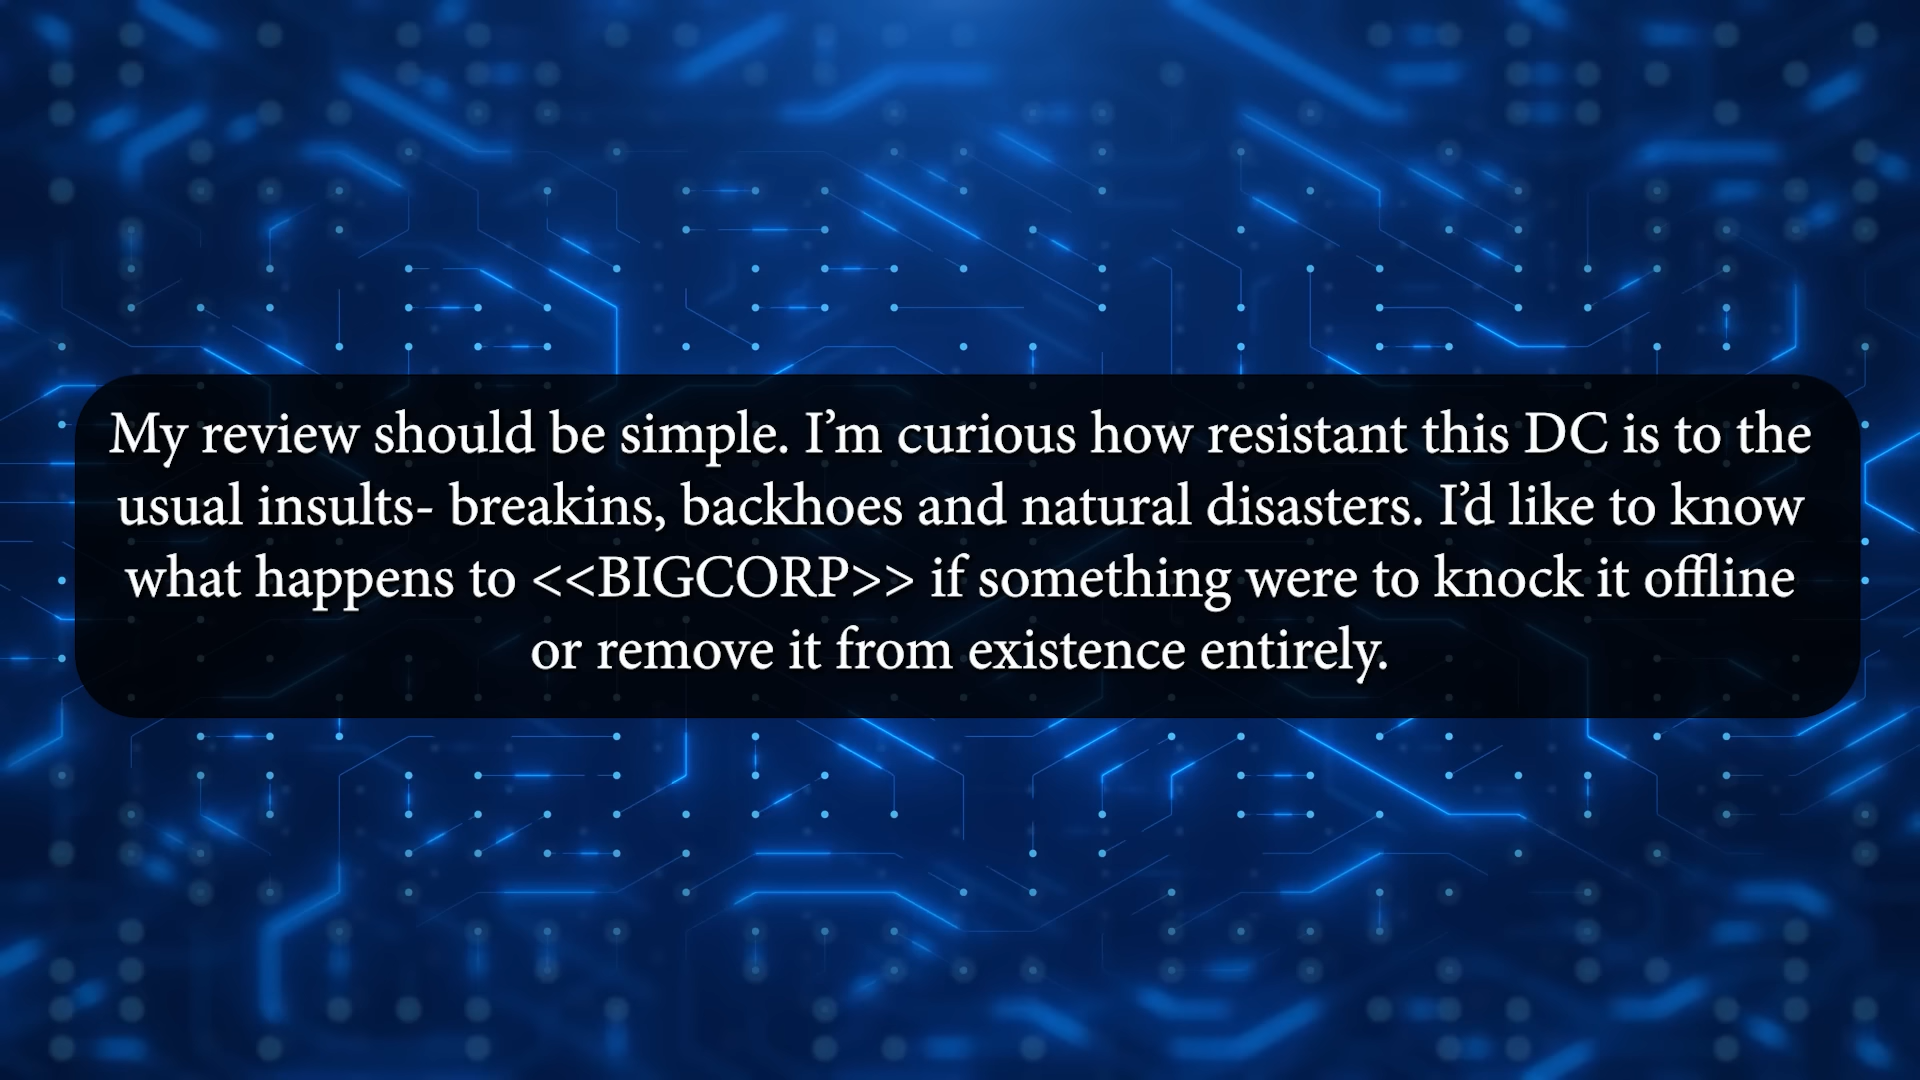 My review should be simple. I’m curious how resistant this DC is to the
usual insults- breakins, backhoes and natural disasters. I’d like to know
what happens to <<BIGCORP>> if something were to knock it offline
or remove it from existence entirely.